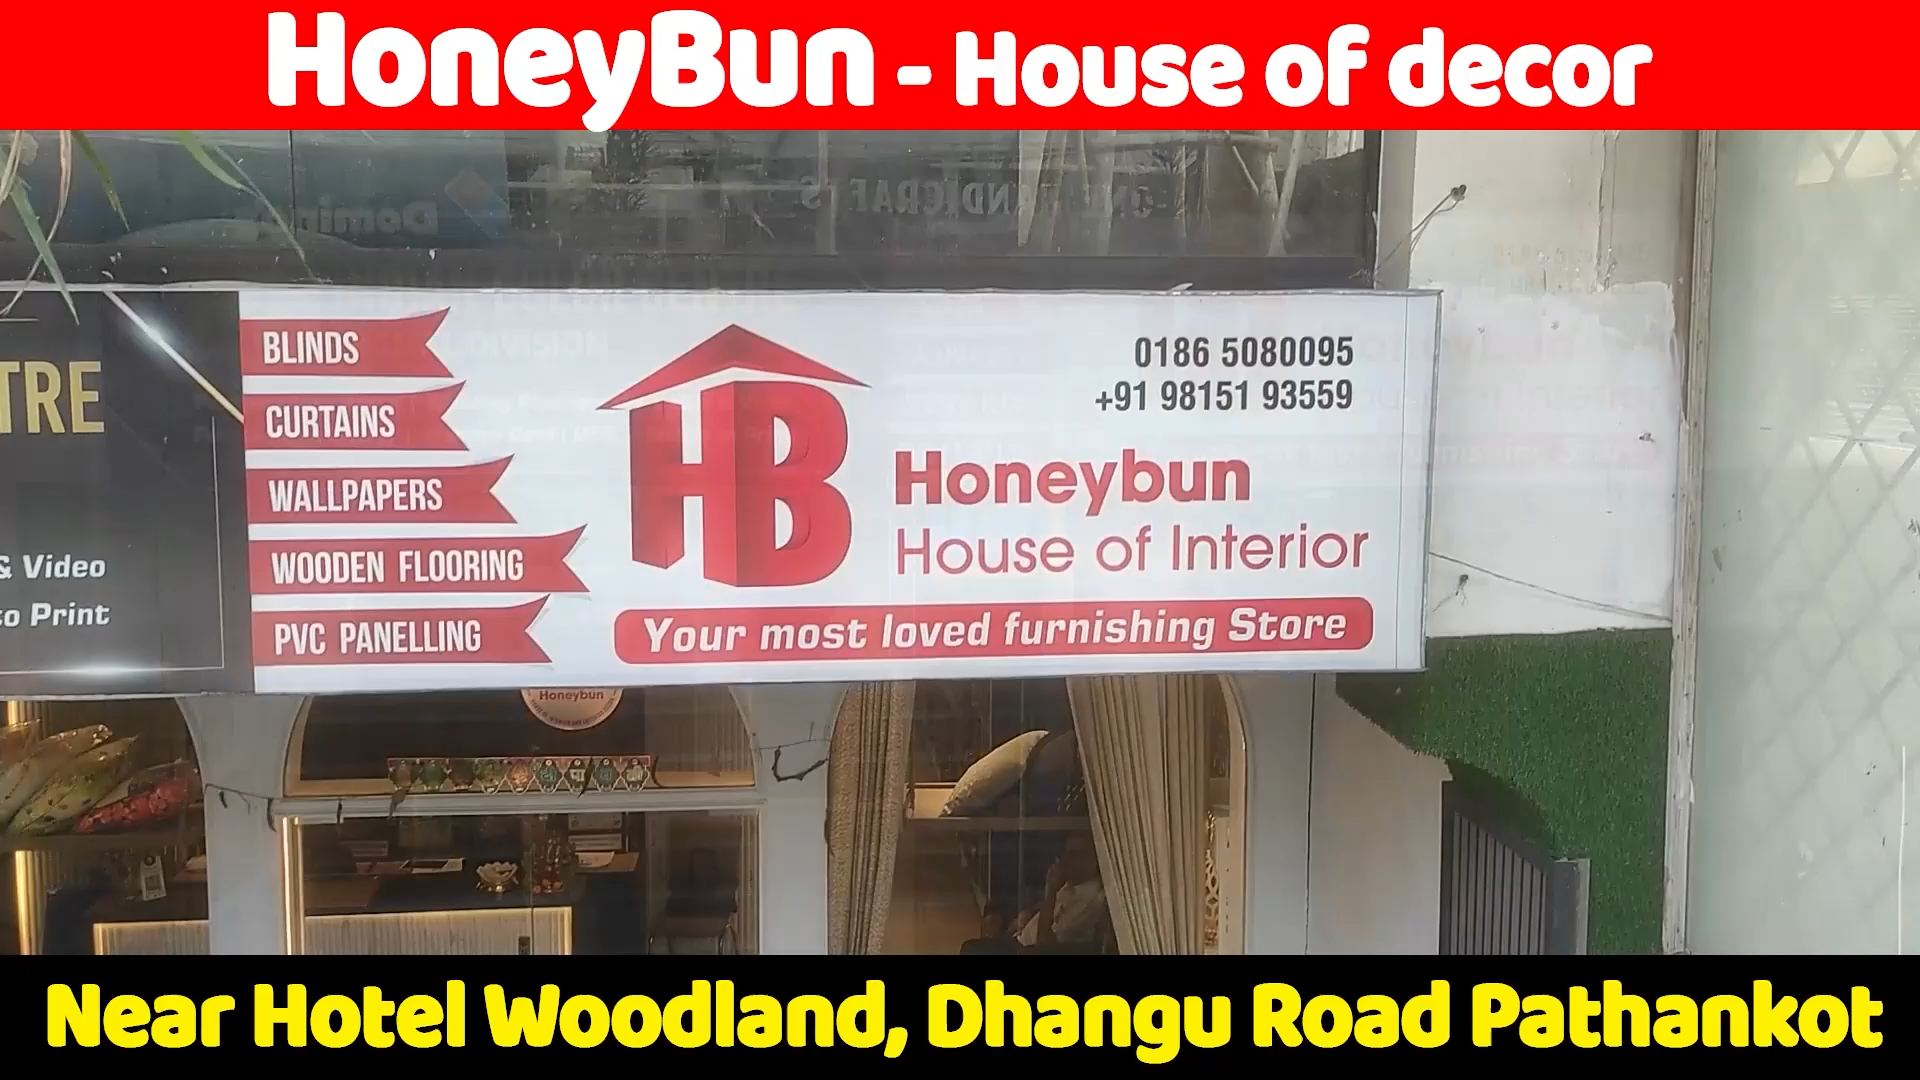 HoneyBun - House of decor
TRE
& Video
to Print
BLINDS
CURTAINS
WALLPAPERS
WOODEN FLOORING
PVC PANELLING
HB
0186 5080095
+91 98151 93559
Honeybun
House of Interior
Your most loved furnishing Store
Honeybun
Near Hotel Woodland, Dhangu Road Pathankot